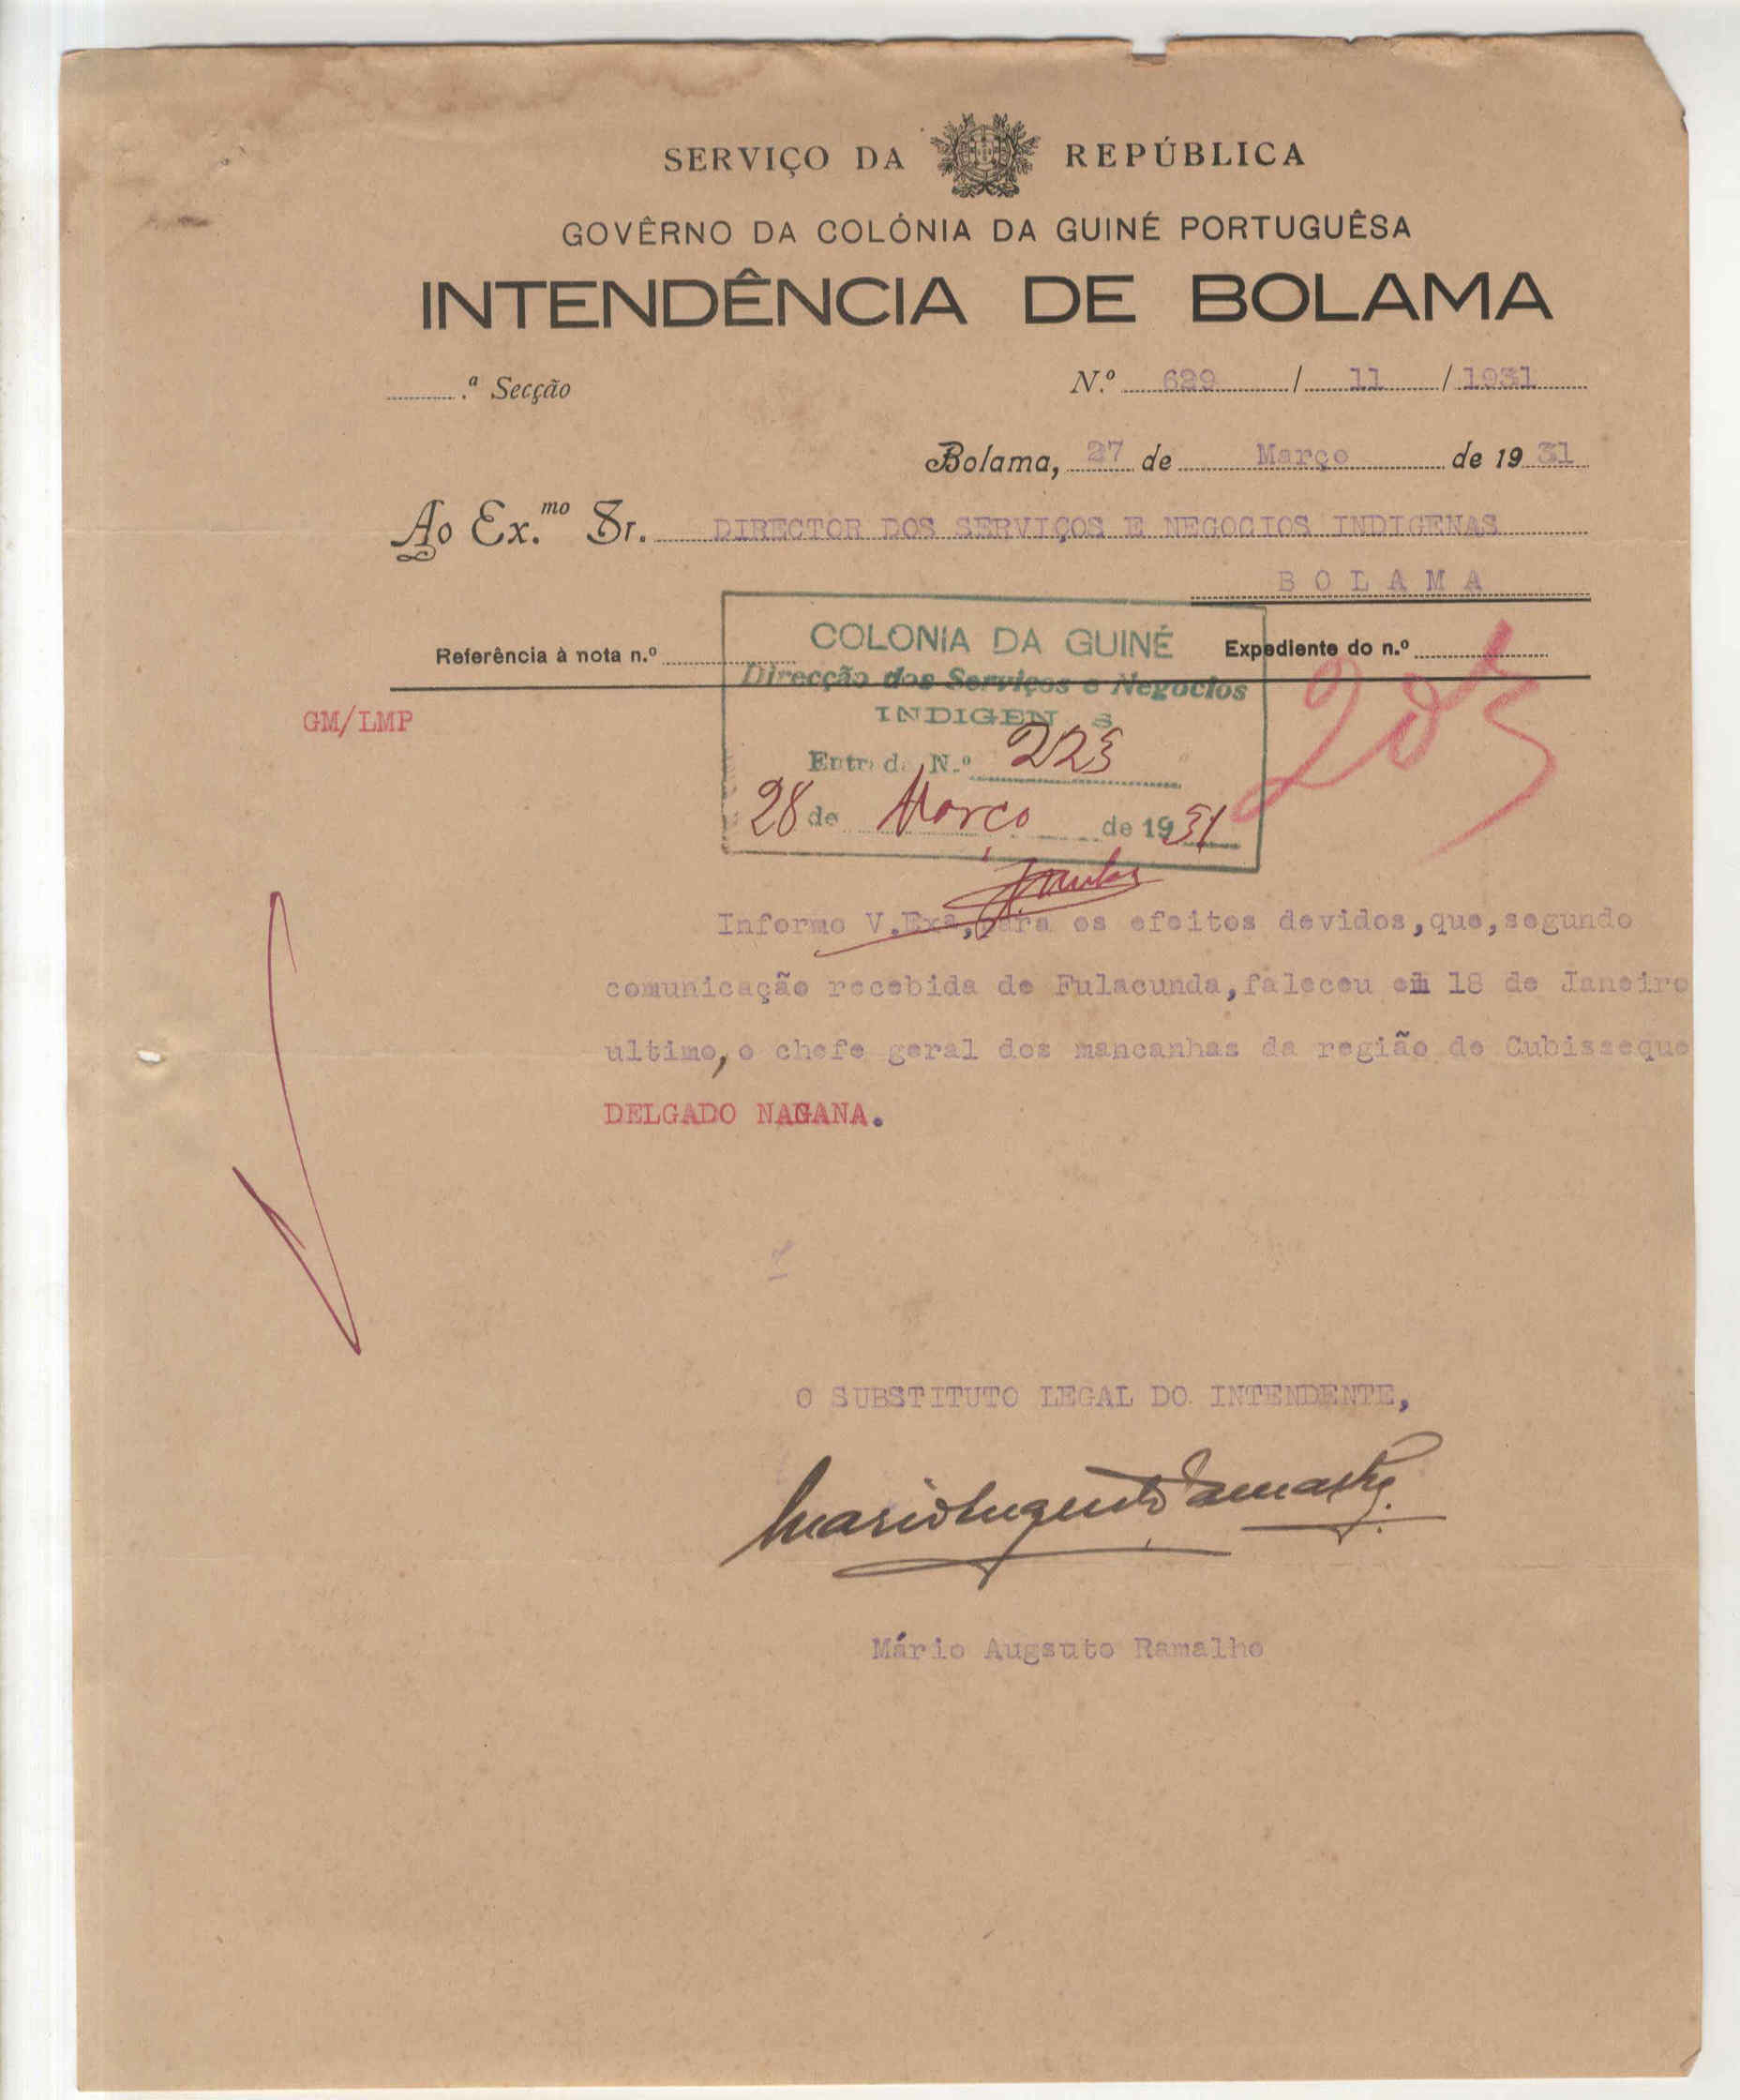 SERVIÇO DA REPÚBLICA
GOVÊRNO DA COLÓNIA DA GUINÉ PORTUGUÊSA
INTENDÊNCIA DE BOLAMA
.ª Secção
N.º 629 / 11 / 1931
Bolama, 27 de Março de 1931
Ao Ex.mo Sr. DIRECTOR DOS SERVIÇOS E NEGOCIOS INDIGENAS
BOLAMA
Referência à nota n.º
Expediente do n.º
COLONIA DA GUINÉ
Direcção dos Serviços e Negocios
INDIGEN S
Entr d N.º 223
28 de Março de 1931
GM/LMP
Informo V.Exª,para os efeitos devidos,que,segundo
comunicação recebida de Fulacunda,faleceu em 18 de Janeiro
ultimo,o chefe geral dos mancanhas da região de Cubisseque
DELGADO NAGANA.
O SUBSTITUTO LEGAL DO INTENDENTE,
Mário Augsuto Ramalho